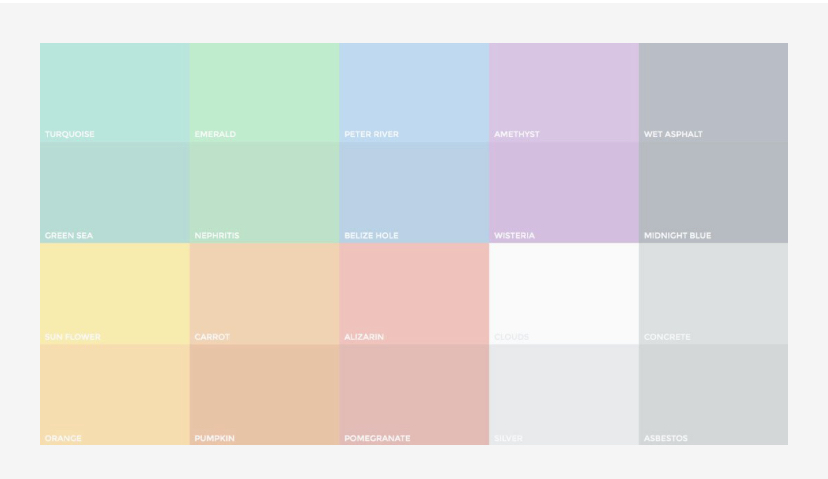 TURQUOISE
EMERALD
PETER RIVER
AMETHYST
WET ASPHALT
GREEN SEA
NEPHRITIS
BELIZE HOLE
WISTERIA
MIDNIGHT BLUE
SUN FLOWER
CARROT
ALIZARIN
CLOUDS
CONCRETE
ORANGE
PUMPKIN
POMEGRANATE
SILVER
ASBESTOS